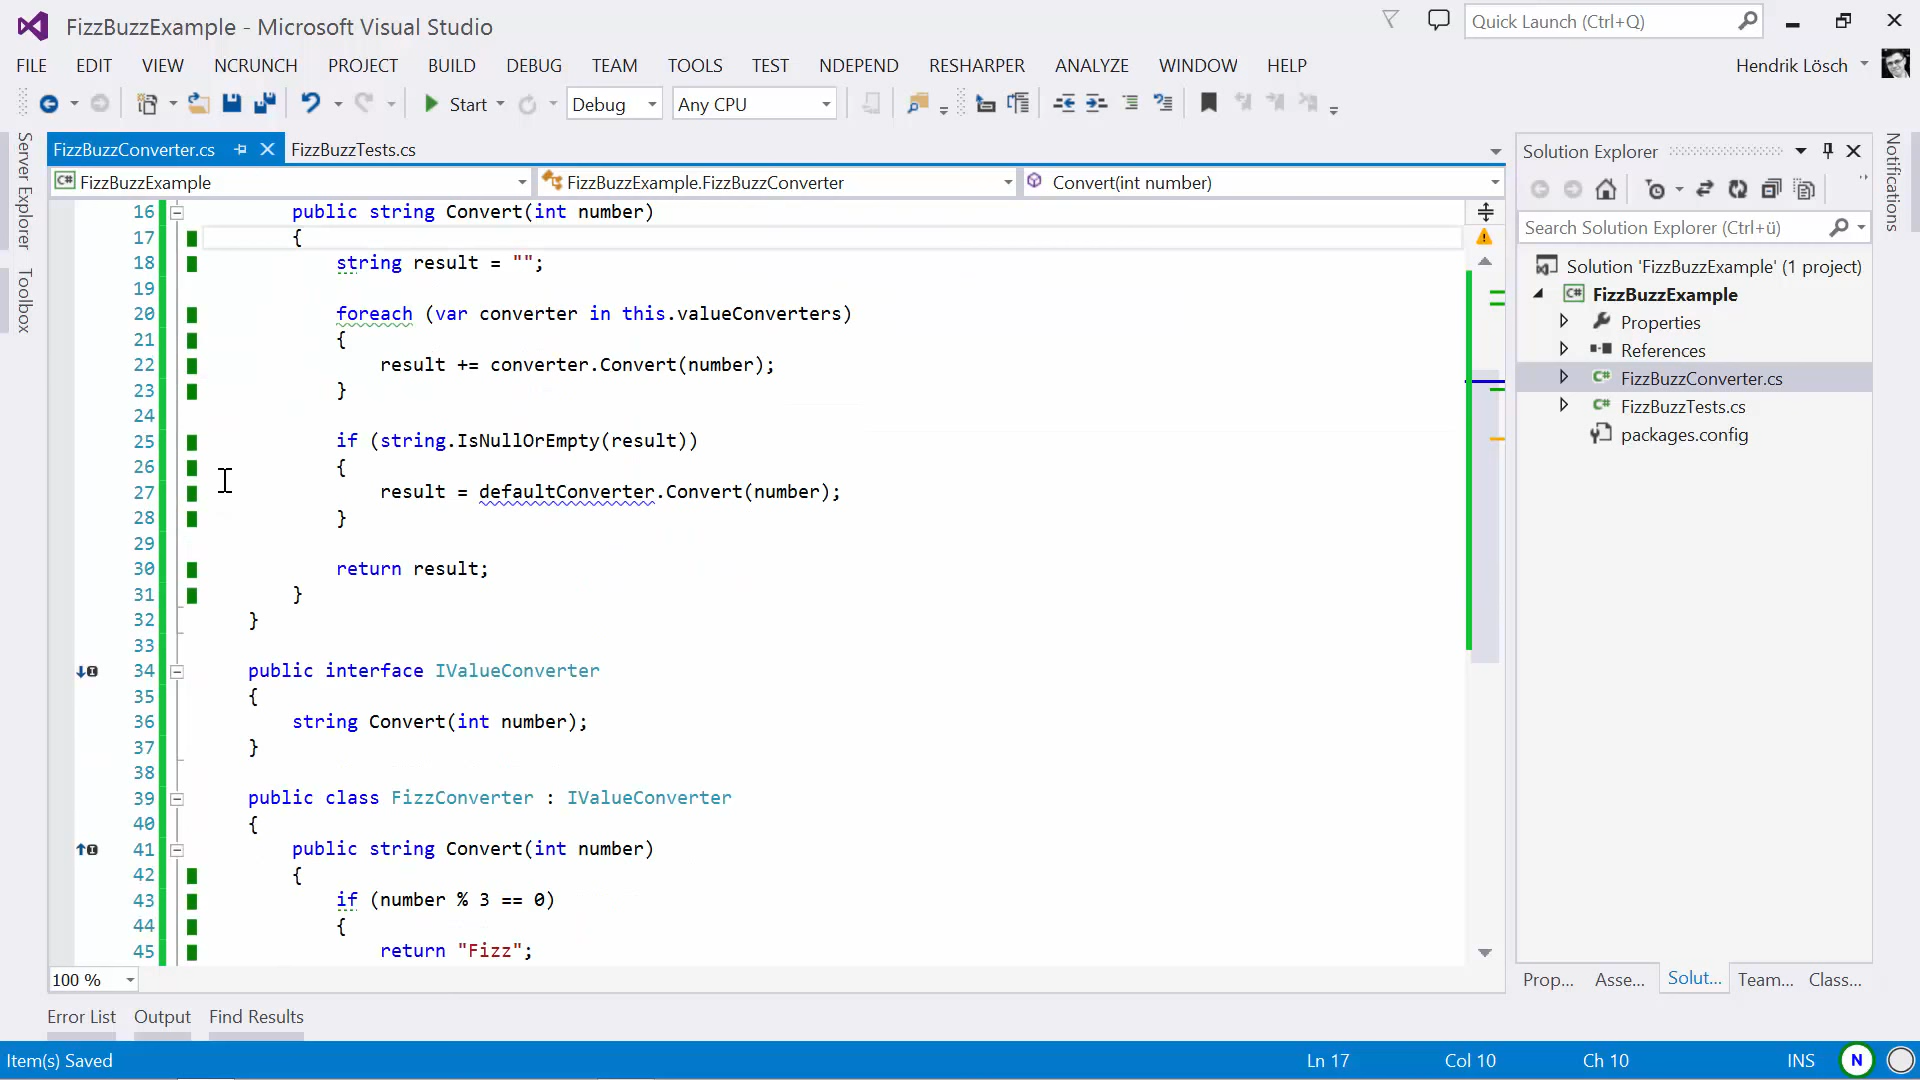 FizzBuzzExample - Microsoft Visual Studio
Quick Launch (Ctrl+Q)
FILE EDIT VIEW NCRUNCH PROJECT BUILD DEBUG TEAM TOOLS TEST NDEPEND RESHARPER ANALYZE WINDOW HELP
Hendrik Lösch
Start Debug Any CPU
Server Explorer
Toolbox
FizzBuzzConverter.cs FizzBuzzTests.cs
FizzBuzzExample FizzBuzzExample.FizzBuzzConverter Convert(int number)
16 public string Convert(int number)
17 {
18 string result = "";
19
20 foreach (var converter in this.valueConverters)
21 {
22 result += converter.Convert(number);
23 }
24
25 if (string.IsNullOrEmpty(result))
26 {
27 result = defaultConverter.Convert(number);
28 }
29
30 return result;
31 }
32 }
33
34 public interface IValueConverter
35 {
36 string Convert(int number);
37 }
38
39 public class FizzConverter : IValueConverter
40 {
41 public string Convert(int number)
42 {
43 if (number % 3 == 0)
44 {
45 return "Fizz";
100 %
Solution Explorer
Search Solution Explorer (Ctrl+ü)
Solution 'FizzBuzzExample' (1 project)
FizzBuzzExample
Properties
References
FizzBuzzConverter.cs
FizzBuzzTests.cs
packages.config
Prop... Asse... Solut... Team... Class...
Notifications
Error List Output Find Results
Item(s) Saved Ln 17 Col 10 Ch 10 INS N